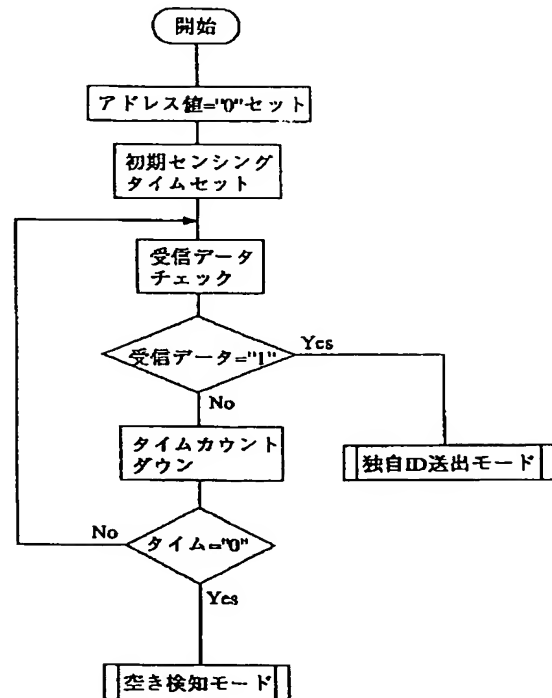 開始
アドレス値="0"セット
初期センシング
タイムセット
受信データ
チェック
受信データ="1"
Yes
No
タイムカウント
ダウン
独自ID送出モード
No
タイム="0"
Yes
空き検知モード